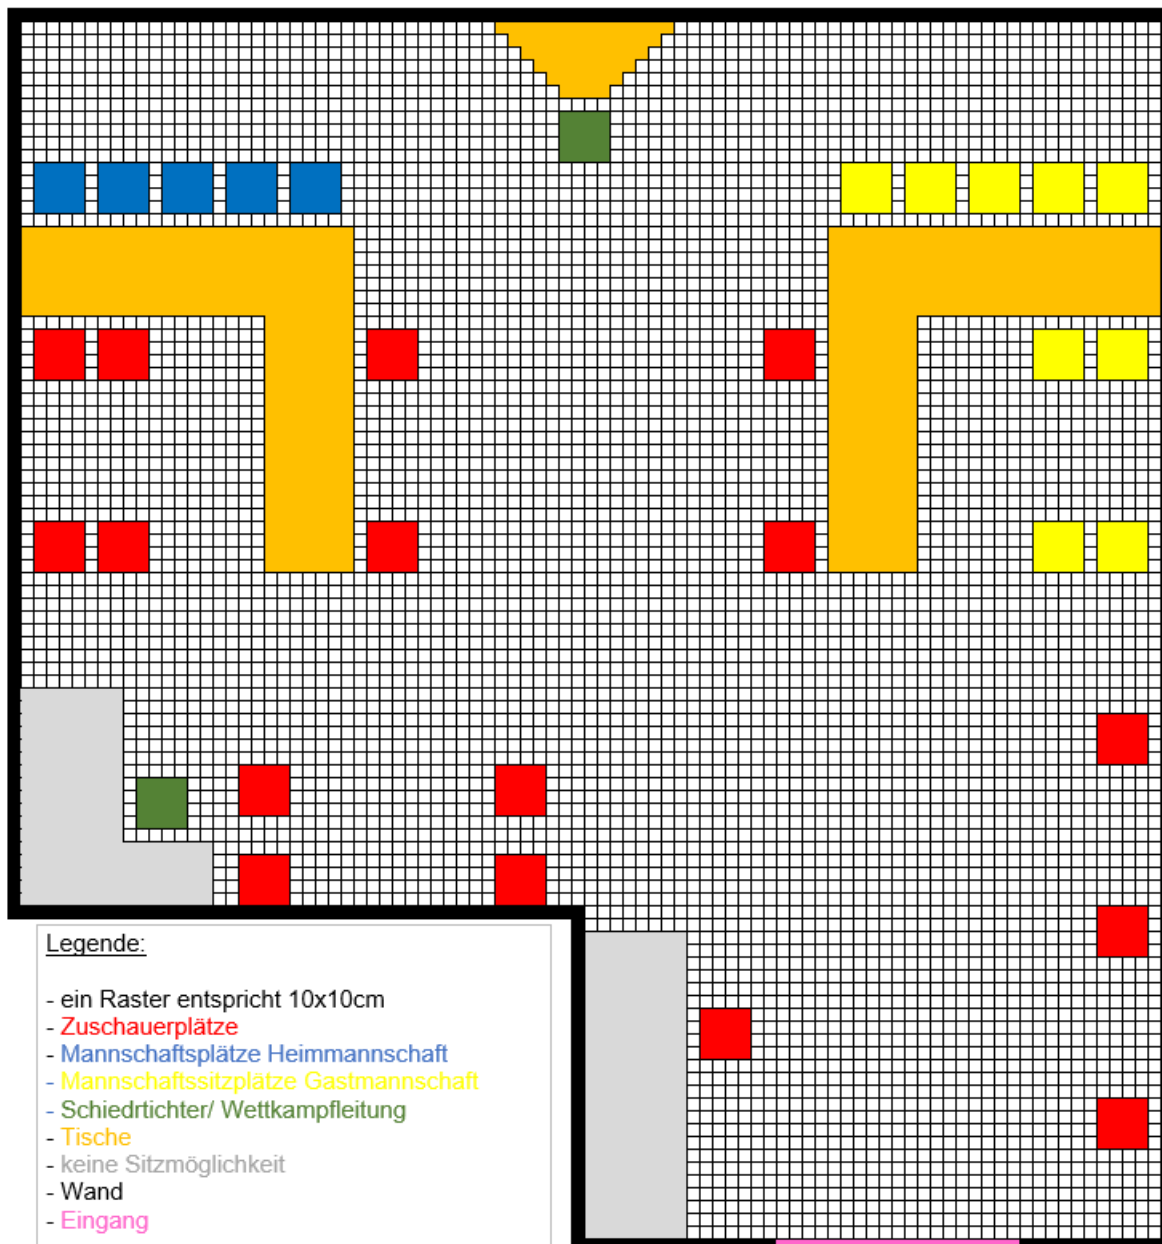 Legende:
- ein Raster entspricht 10x10cm
- Zuschauerplätze
- Mannschaftsplätze Heimmannschaft
- Mannschaftssitzplätze Gastmannschaft
- Schiedrtichter/ Wettkampfleitung
- Tische
- keine Sitzmöglichkeit
- Wand
- Eingang